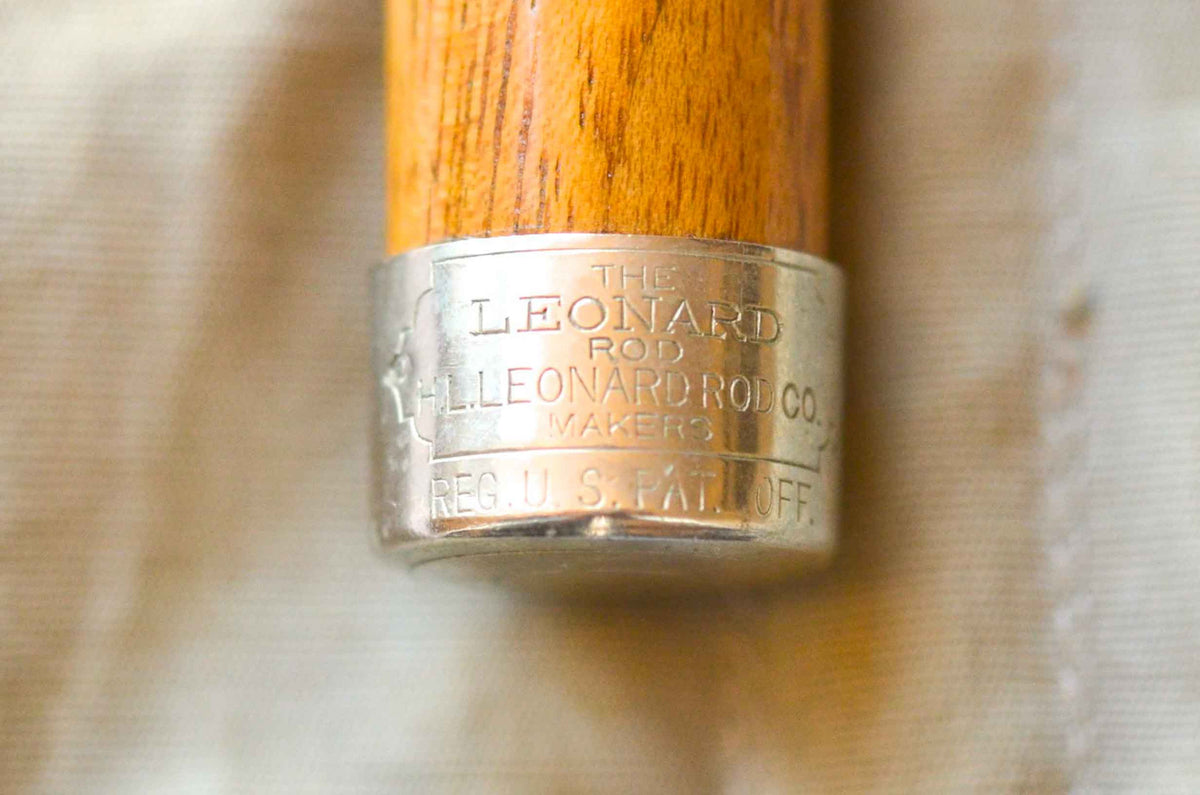 THE
LEONARD
ROD
H.L.LEONARD ROD CO.
MAKERS
REG. U. S. PAT. OFF.